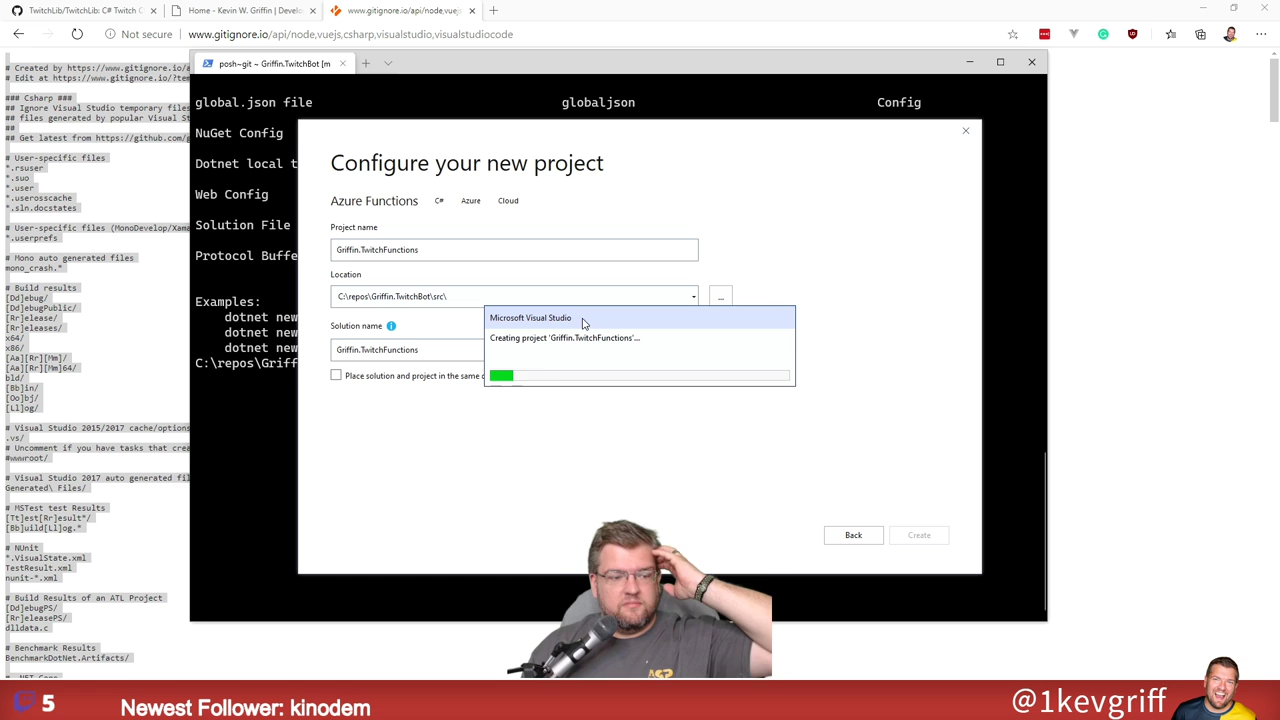 TwitchLib/TwitchLib: C# Twitch C
Home - Kevin W. Griffin | Develo
www.gitignore.io/api/node,vuejs
Not secure
www.gitignore.io/api/node,vuejs,csharp,visualstudio,visualstudiocode
# Created by https://www.gitignore.io/a
# Edit at https://www.gitignore.io/?tem
### Csharp ###
## Ignore Visual Studio temporary files
## files generated by popular Visual St
##
## Get latest from https://github.com/g
# User-specific files
*.rsuser
*.suo
*.user
*.userosscache
*.sln.docstates
# User-specific files (MonoDevelop/Xama
*.userprefs
# Mono auto generated files
mono_crash.*
# Build results
[Dd]ebug/
[Dd]ebugPublic/
[Rr]elease/
[Rr]eleases/
x64/
x86/
[Aa][Rr][Mm]/
[Aa][Rr][Mm]64/
bld/
[Bb]in/
[Oo]bj/
[Ll]og/
# Visual Studio 2015/2017 cache/options
.vs/
# Uncomment if you have tasks that crea
#wwwroot/
# Visual Studio 2017 auto generated fil
Generated\ Files/
# MSTest test Results
[Tt]est[Rr]esult*/
[Bb]uild[Ll]og.*
# NUnit
*.VisualState.xml
TestResult.xml
nunit-*.xml
# Build Results of an ATL Project
[Dd]ebugPS/
[Rr]eleasePS/
dlldata.c
# Benchmark Results
BenchmarkDotNet.Artifacts/
posh~git ~ Griffin.TwitchBot [m
global.json file globaljson Config
NuGet Config
Dotnet local t
Web Config
Solution File
Protocol Buffe
Examples:
dotnet new
dotnet new
dotnet new
C:\repos\Griff
Configure your new project
Azure Functions C# Azure Cloud
Project name
Griffin.TwitchFunctions
Location
C:\repos\Griffin.TwitchBot\src\
...
Solution name
Griffin.TwitchFunctions
Place solution and project in the same d
Microsoft Visual Studio
Creating project 'Griffin.TwitchFunctions'...
Back
Create
5
Newest Follower: kinodem
@1kevgriff